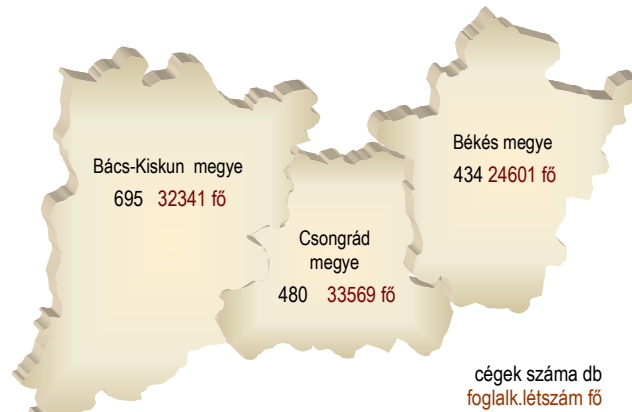 Bács-Kiskun megye
695 32341 fő
Békés megye
434 24601 fő
Csongrád
megye
480 33569 fő
cégek száma db
foglalk.létszám fő